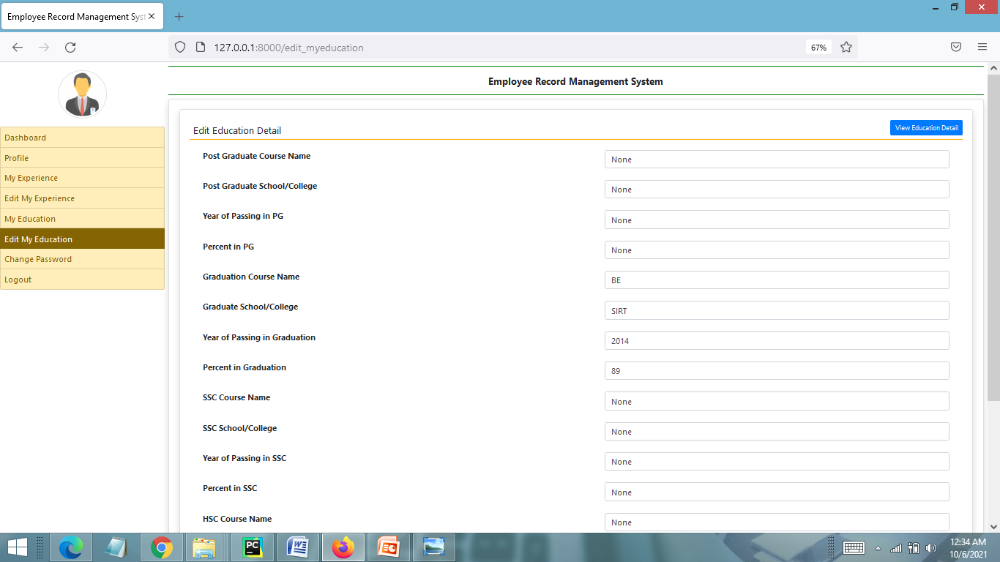 Employee Record Management Syst
127.0.0.1:8000/edit_myeducation
67%
Employee Record Management System
Dashboard
Profile
My Experience
Edit My Experience
My Education
Edit My Education
Change Password
Logout
Edit Education Detail
View Education Detail
Post Graduate Course Name
None
Post Graduate School/College
None
Year of Passing in PG
None
Percent in PG
None
Graduation Course Name
BE
Graduate School/College
SIRT
Year of Passing in Graduation
2014
Percent in Graduation
89
SSC Course Name
None
SSC School/College
None
Year of Passing in SSC
None
Percent in SSC
None
HSC Course Name
None
PC
12:34 AM
10/6/2021